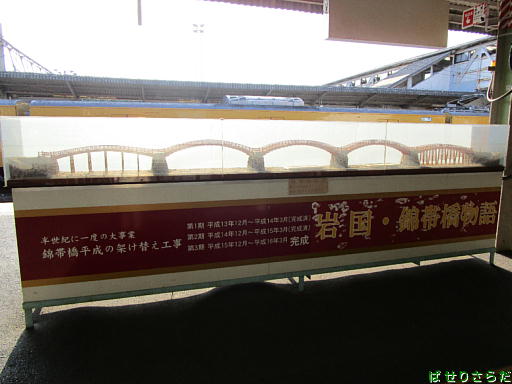 半世紀に一度の大事業
錦帯橋平成の架け替え工事
第1期 平成13年12月～平成14年3月(完成済)
第2期 平成14年12月～平成15年3月(完成済)
第3期 平成15年12月～平成16年3月 完成
岩国・錦帯橋物語
ぱせりさらだ